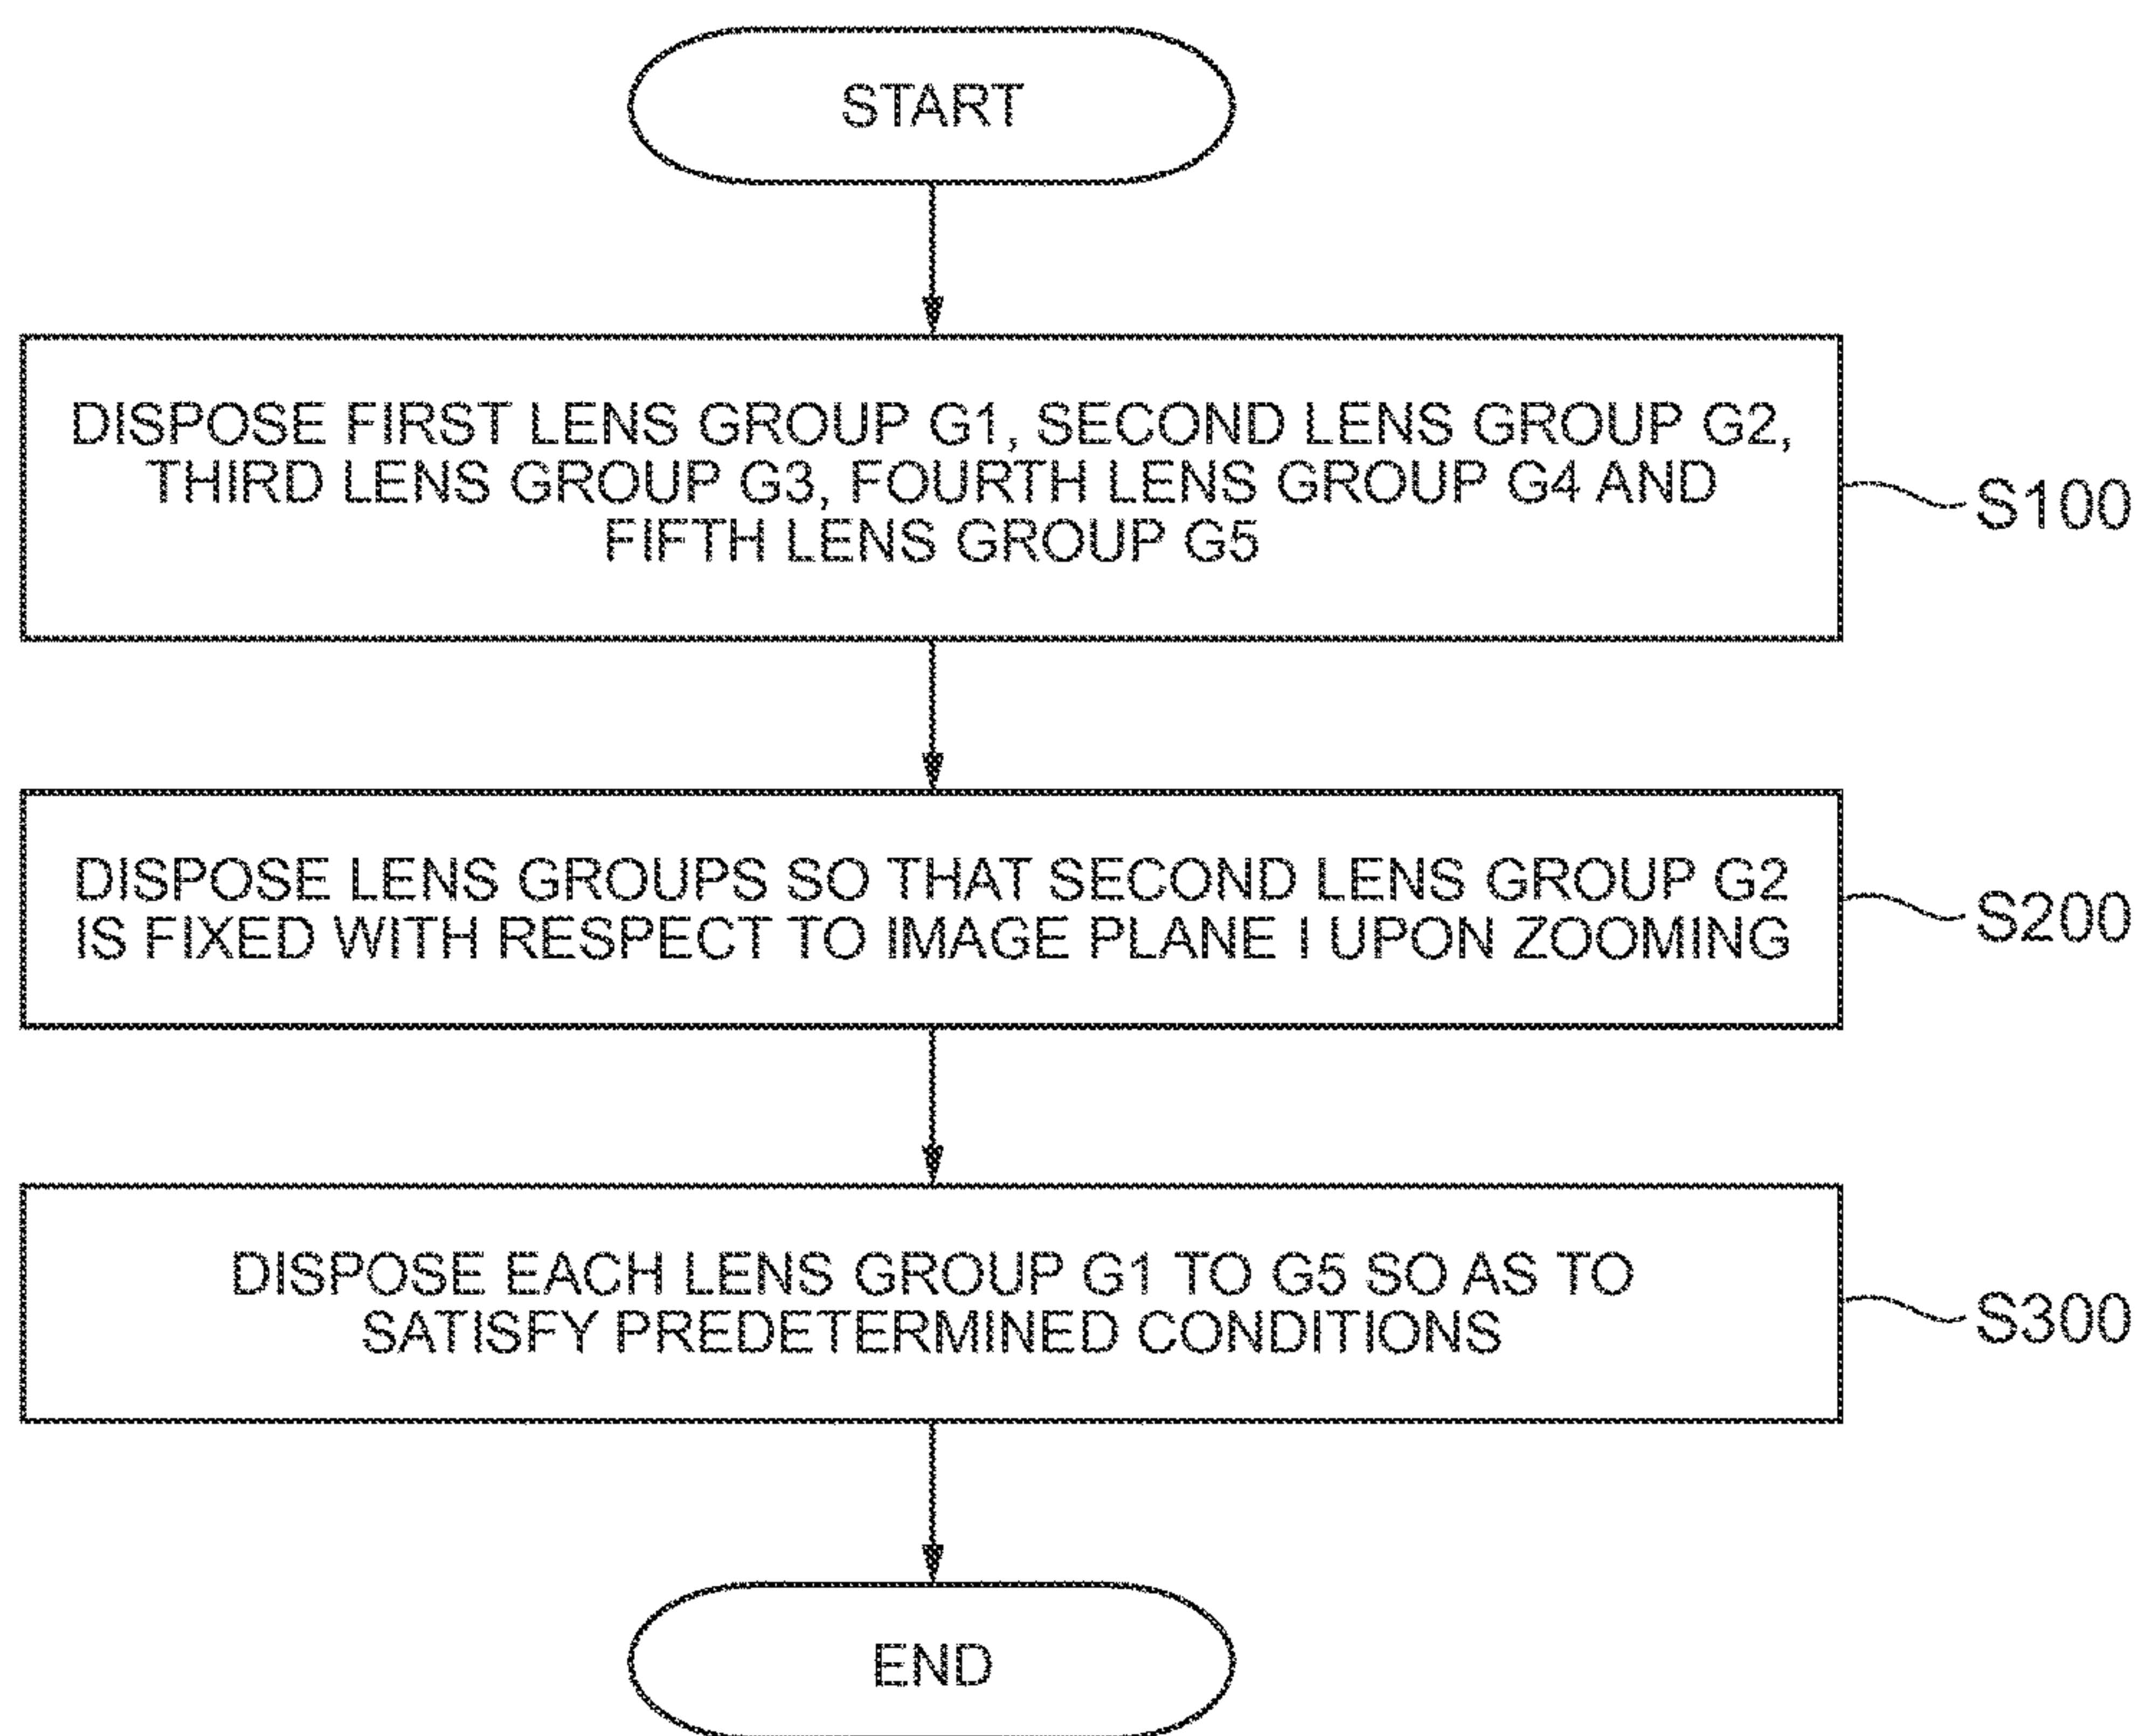 START
DISPOSE FIRST LENS GROUP G1, SECOND LENS GROUP G2,
THIRD LENS GROUP G3, FOURTH LENS GROUP G4 AND
FIFTH LENS GROUP G5
S100
DISPOSE LENS GROUPS SO THAT SECOND LENS GROUP G2
IS FIXED WITH RESPECT TO IMAGE PLANE I UPON ZOOMING
S200
DISPOSE EACH LENS GROUP G1 TO G5 SO AS TO
SATISFY PREDETERMINED CONDITIONS
S300
END